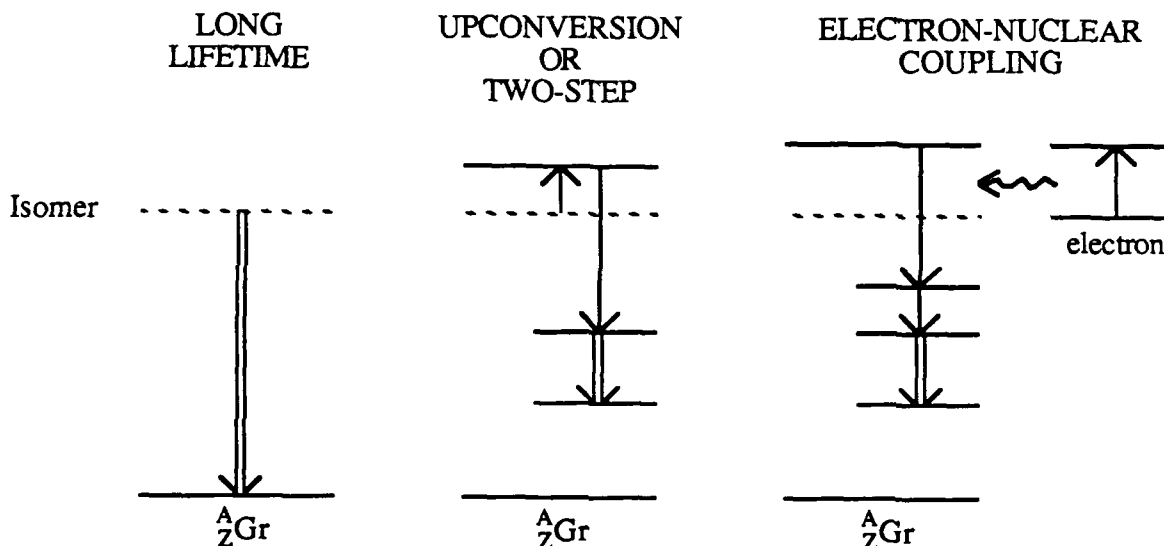 LONG
LIFETIME
UPCONVERSION
OR
TWO-STEP
ELECTRON-NUCLEAR
COUPLING
Isomer
electron
A
Z Gr
A
Z Gr
A
Z Gr